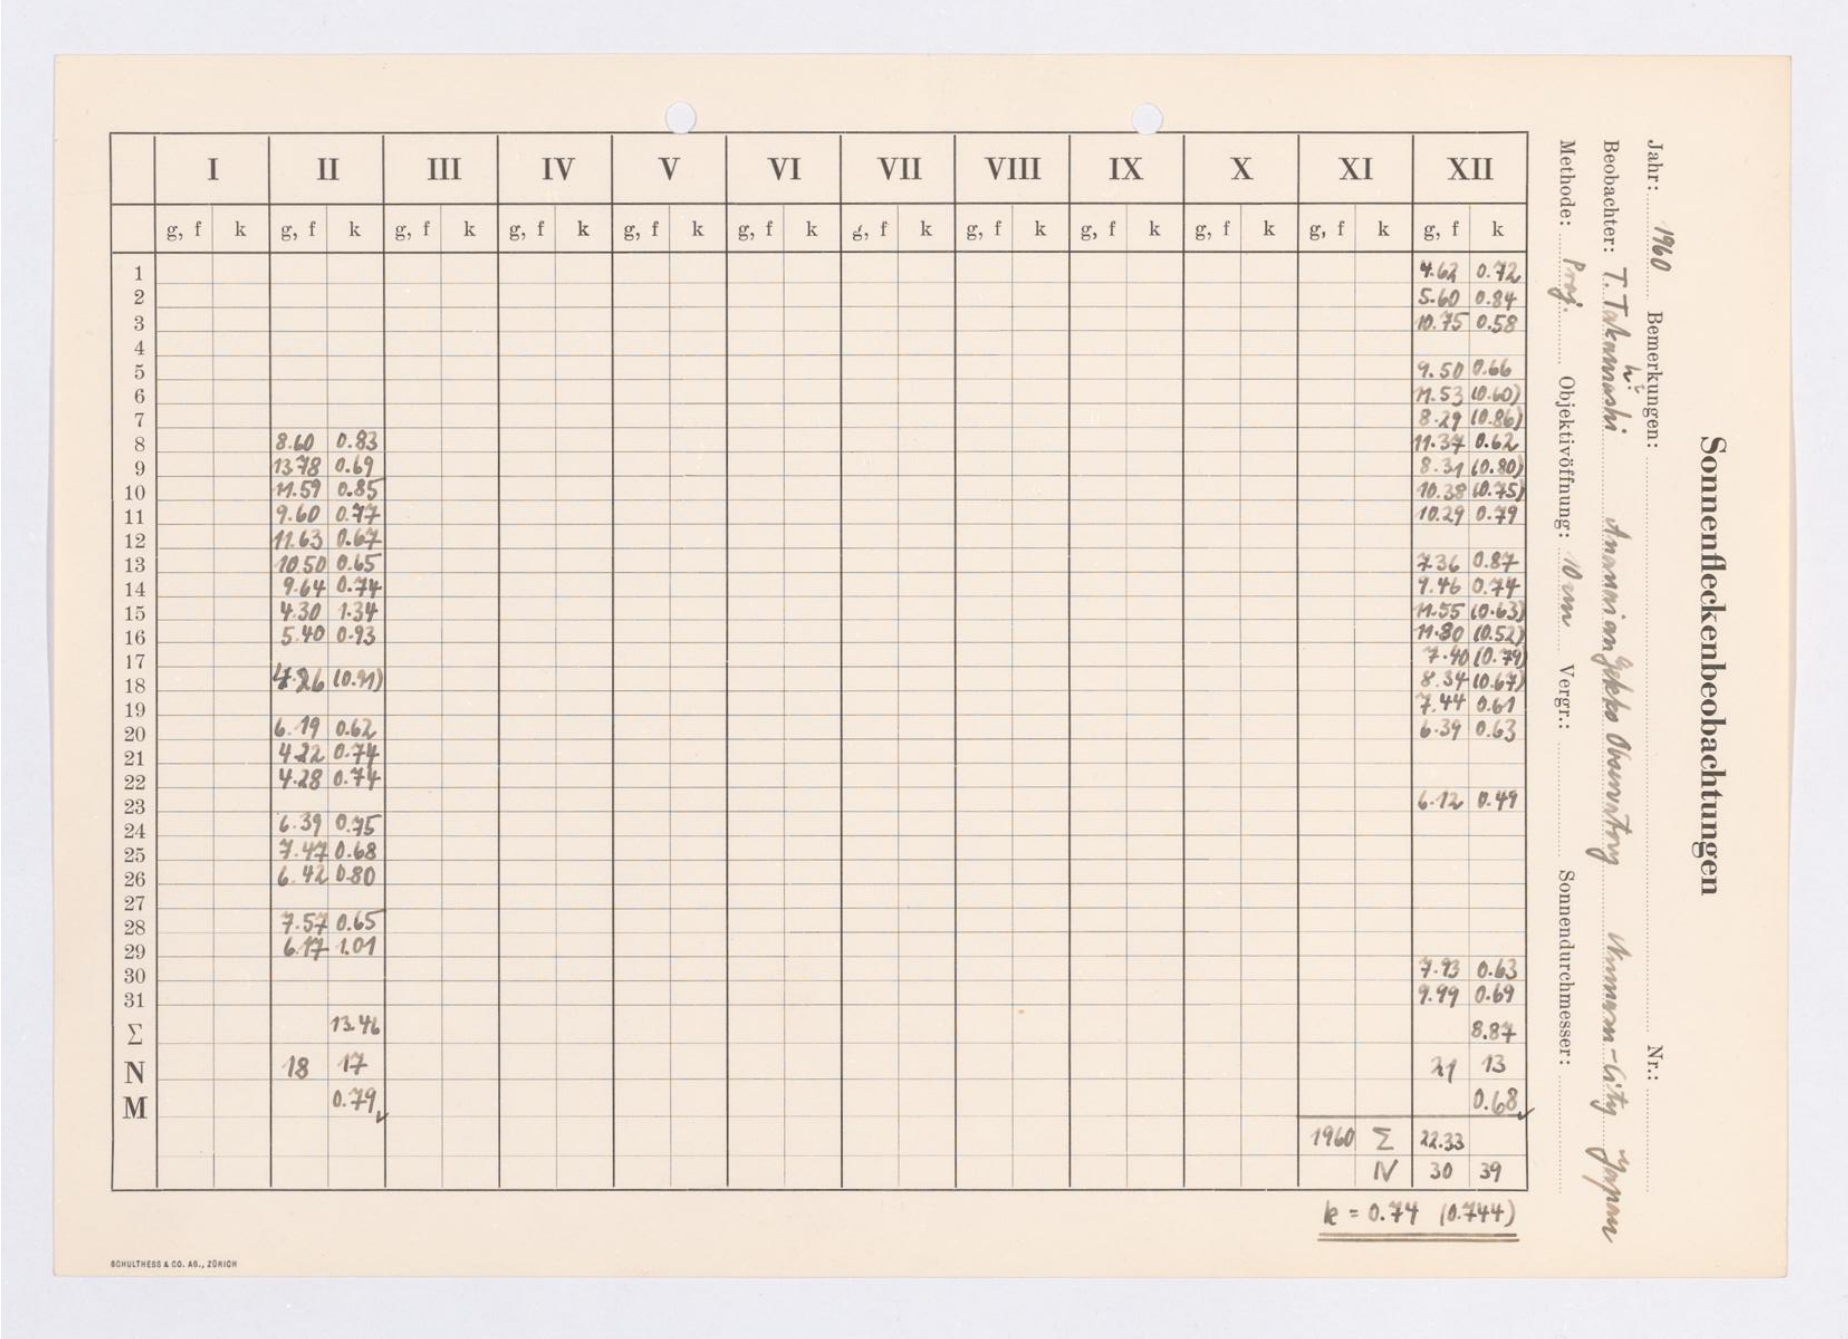 Sonnenfleckenbeobachtungen
Jahr: 1960 Bemerkungen: Nr.:
Beobachter: T. Observatory City Japan
Methode: Proj. Objektivöffnung: 10 cm Vergr.: Sonnendurchmesser:
I II III IV V VI VII VIII IX X XI XII
g, f k g, f k g, f k g, f k g, f k g, f k g, f k g, f k g, f k g, f k g, f k g, f k
1 4.62 0.72
2 5.60 0.84
3 10.75 0.58
4
5 9.50 0.66
6 11.53 (0.60)
7 8.29 (0.86)
8 8.60 0.83 11.37 0.62
9 13.78 0.69 8.31 (0.80)
10 11.59 0.85 10.38 (0.75)
11 9.60 0.77 10.29 0.79
12 11.63 0.67
13 10.50 0.65 7.36 0.87
14 9.64 0.74 9.46 0.74
15 4.30 1.34 11.55 (0.63)
16 5.40 0.93 11.80 (0.52)
17 7.40 (0.79)
18 4.26 (0.91) 8.34 (0.67)
19 7.44 0.61
20 6.19 0.62 6.39 0.63
21 4.22 0.74
22 4.28 0.74
23 6.12 0.49
24 6.39 0.75
25 7.47 0.68
26 6.42 0.80
27
28 7.57 0.65
29 6.17 1.01
30 7.93 0.63
31 9.99 0.69
Σ 13.46 8.87
N 18 17 21 13
M 0.79 0.68
1960 Σ 22.33
N 30 39
k = 0.74 (0.744)
SCHULTHESS & CO. AG., ZÜRICH